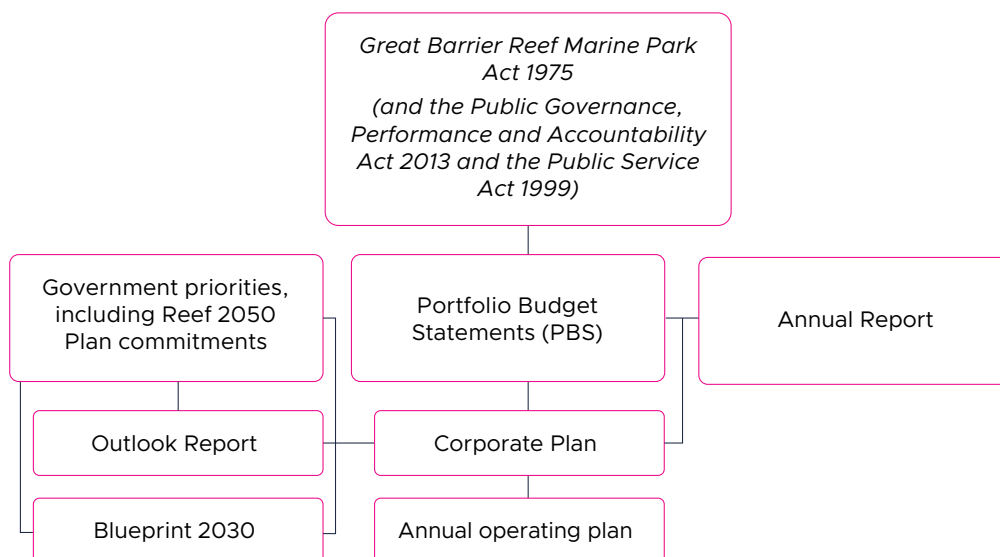 Great Barrier Reef Marine Park
Act 1975
(and the Public Governance,
Performance and Accountability
Act 2013 and the Public Service
Act 1999)
Government priorities,
including Reef 2050
Plan commitments
Portfolio Budget
Statements (PBS)
Annual Report
Outlook Report
Corporate Plan
Blueprint 2030
Annual operating plan